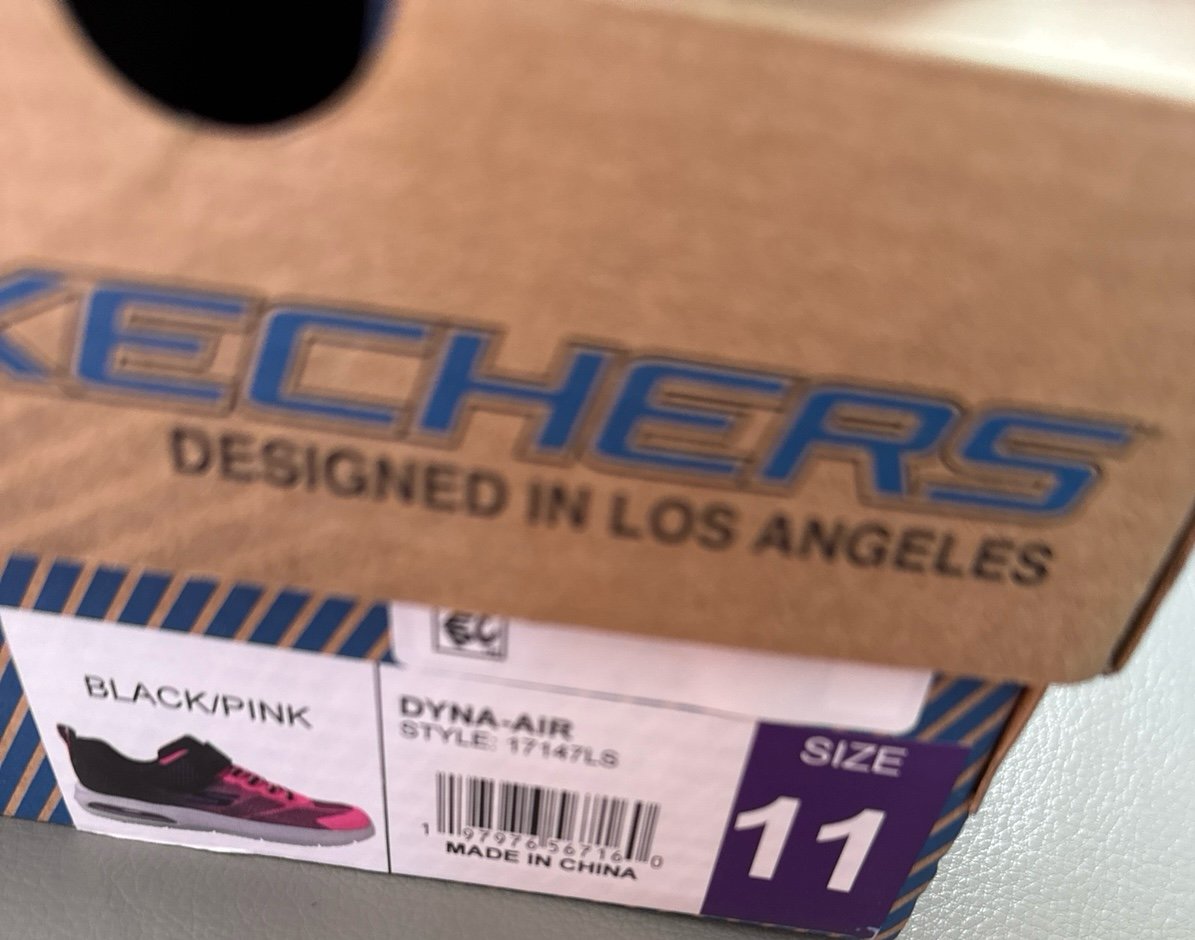 KECHERS™
DESIGNED IN LOS ANGELES
BLACK/PINK
DYNA-AIR
STYLE: 17147LS
1 97976 56716 0
MADE IN CHINA
SIZE
11